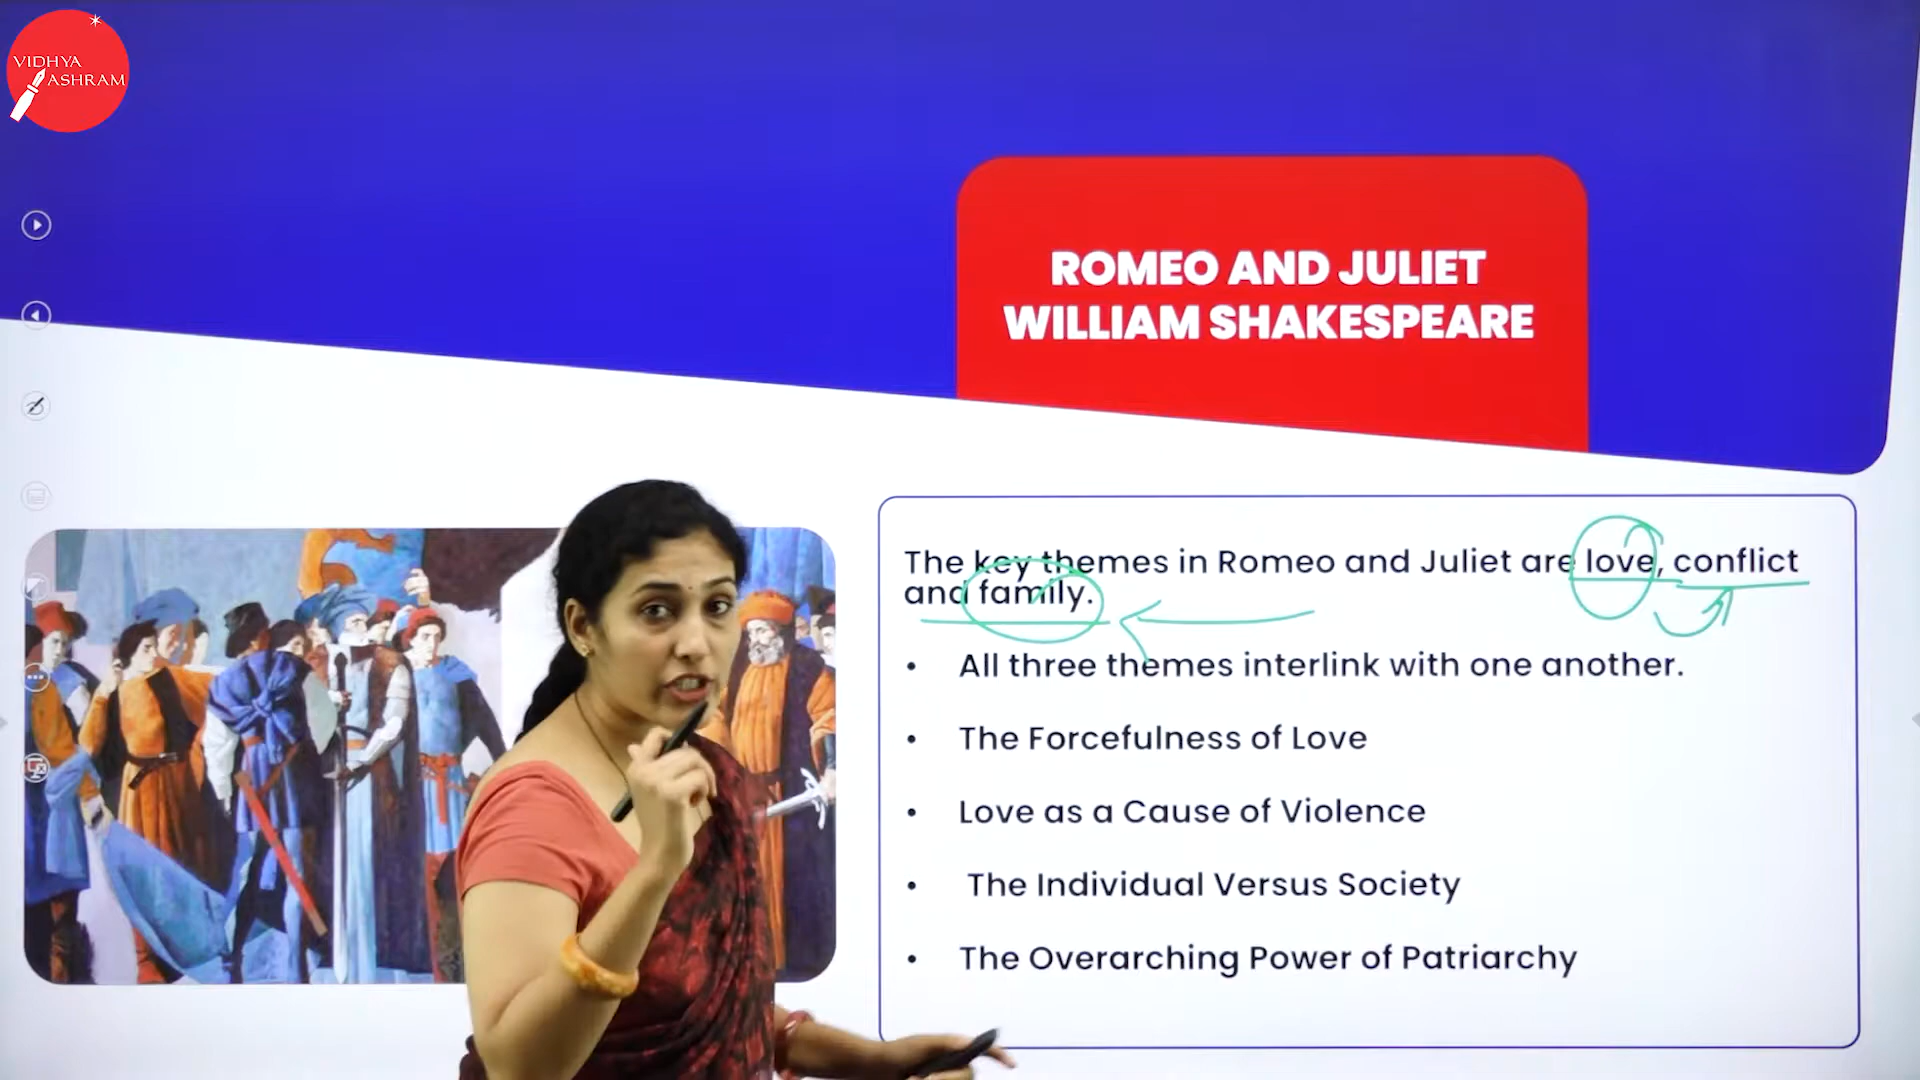 VIDHYA
ASHRAM
ROMEO AND JULIET
WILLIAM SHAKESPEARE
The key themes in Romeo and Juliet are love, conflict
and family.
• All three themes interlink with one another.
• The Forcefulness of Love
• Love as a Cause of Violence
• The Individual Versus Society
• The Overarching Power of Patriarchy